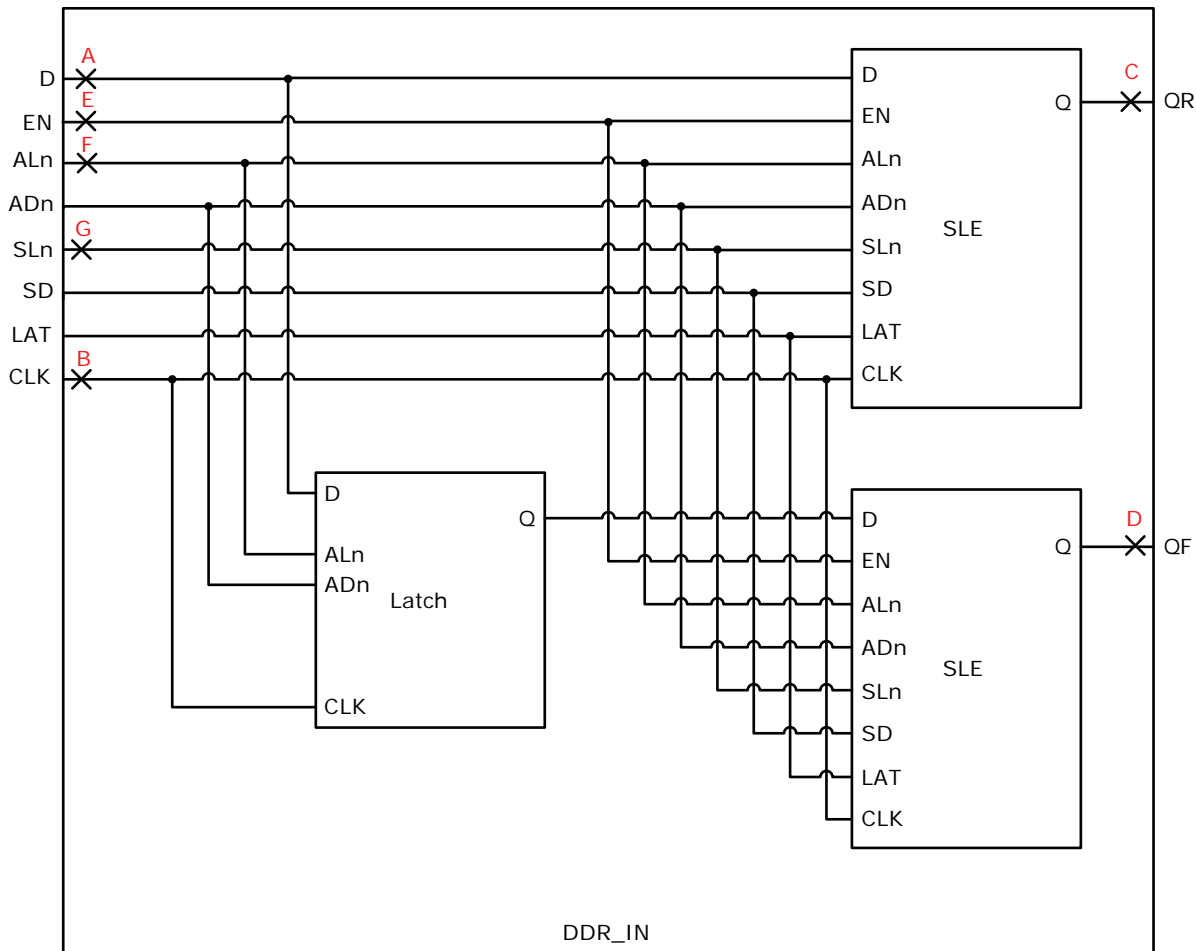 A
D
E
EN
F
ALn
ADn
G
SLn
SD
LAT
B
CLK
D
EN
ALn
ADn
SLn
SD
LAT
CLK
SLE
Q
C
QR
D
ALn
ADn
CLK
Latch
Q
D
EN
ALn
ADn
SLn
SD
LAT
CLK
SLE
Q
D
QF
DDR_IN